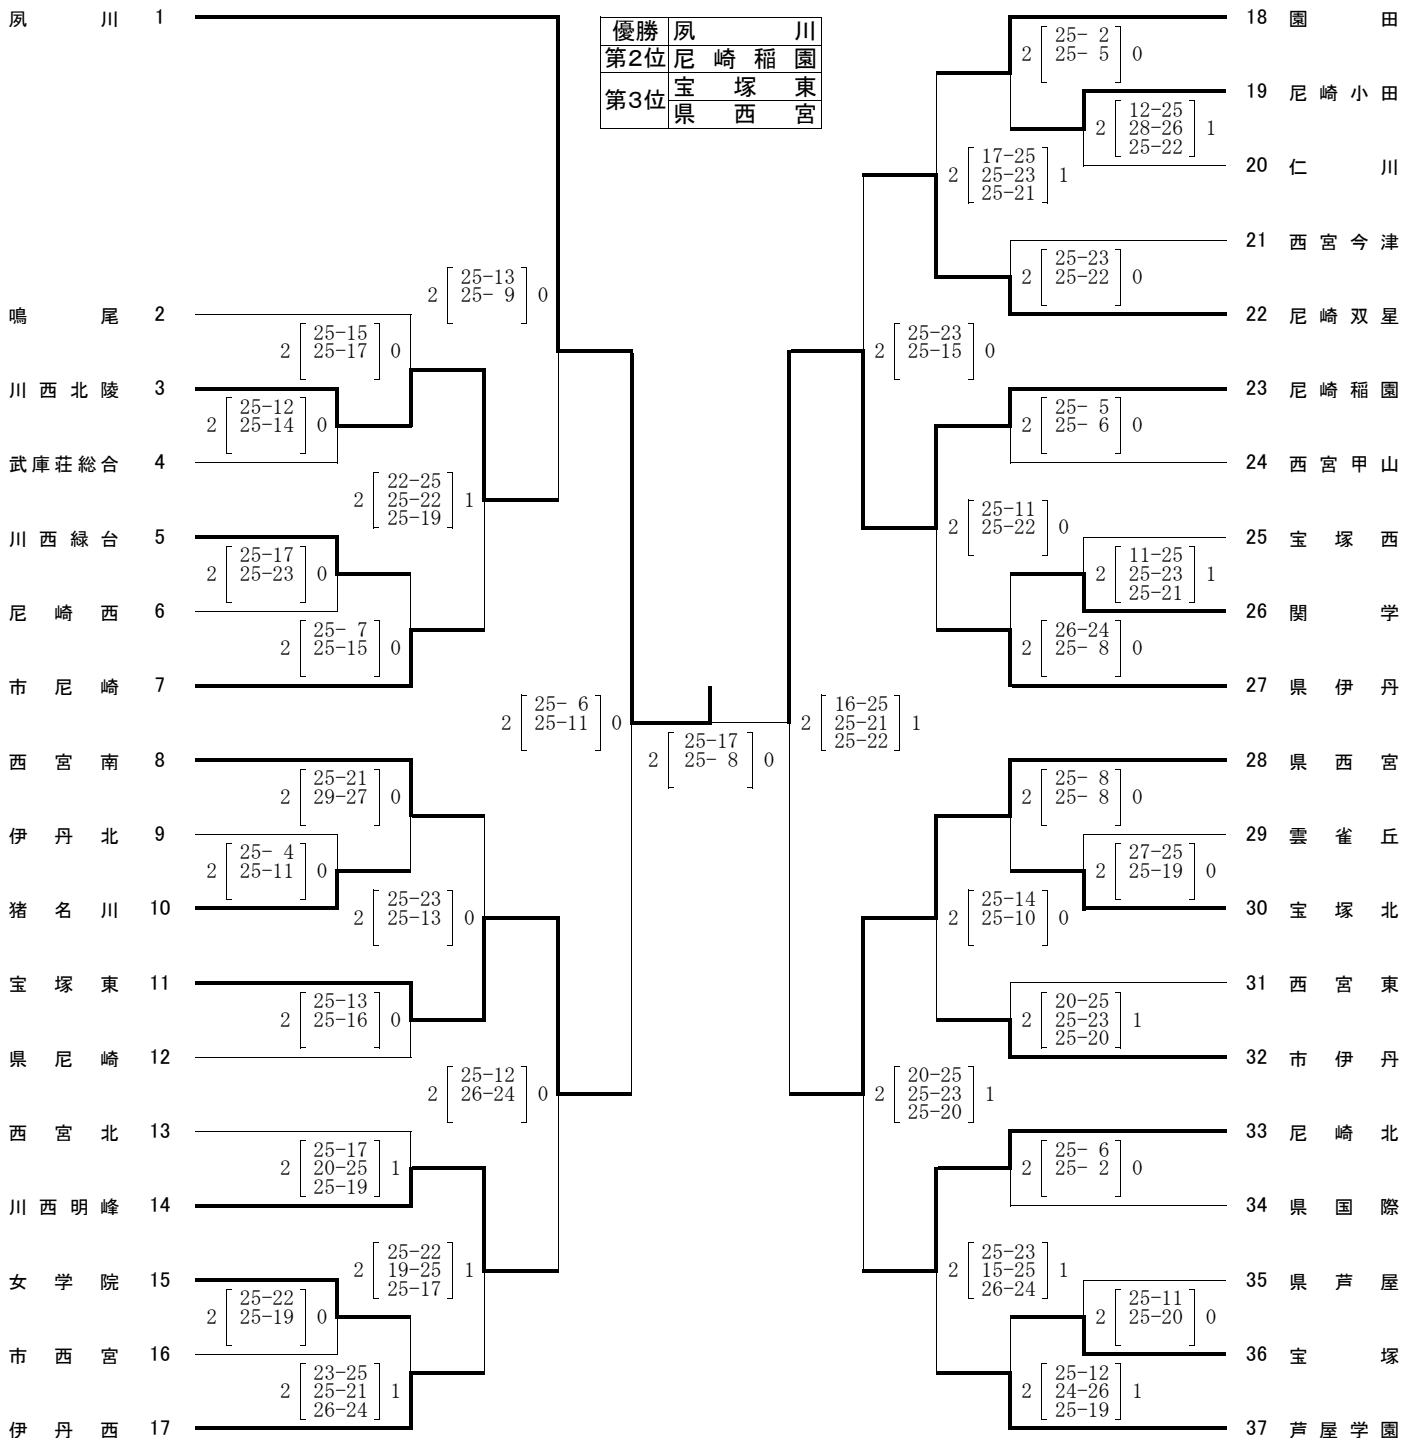 優勝 夙川
第2位 尼崎稲園
第3位 宝塚東
県西宮
夙川 1
鳴尾 2
川西北陵 3
武庫荘総合 4
川西緑台 5
尼崎西 6
市尼崎 7
西宮南 8
伊丹北 9
猪名川 10
宝塚東 11
県尼崎 12
西宮北 13
川西明峰 14
女学院 15
市西宮 16
伊丹西 17
2 25-13 0
25- 9
2 25-15 0
25-17
2 25-12 0
25-14
2 22-25 1
25-22
25-19
2 25-17 0
25-23
2 25- 7 0
25-15
2 25- 6 0
25-11
2 25-21 0
29-27
2 25- 4 0
25-11
2 25-23 0
25-13
2 25-13 0
25-16
2 25-12 0
26-24
2 25-17 1
20-25
25-19
2 25-22 1
19-25
25-17
2 25-22 0
25-19
2 23-25 1
25-21
26-24
2 25-17 0
25- 8
18 園田
19 尼崎小田
20 仁川
21 西宮今津
22 尼崎双星
23 尼崎稲園
24 西宮甲山
25 宝塚西
26 関学
27 県伊丹
28 県西宮
29 雲雀丘
30 宝塚北
31 西宮東
32 市伊丹
33 尼崎北
34 県国際
35 県芦屋
36 宝塚
37 芦屋学園
2 25- 2 0
25- 5
2 12-25 1
28-26
25-22
2 17-25 1
25-23
25-21
2 25-23 0
25-22
2 25-23 0
25-15
2 25- 5 0
25- 6
2 25-11 0
25-22
2 11-25 1
25-23
25-21
2 26-24 0
25- 8
2 16-25 1
25-21
25-22
2 25- 8 0
25- 8
2 27-25 0
25-19
2 25-14 0
25-10
2 20-25 1
25-23
25-20
2 20-25 1
25-23
25-20
2 25- 6 0
25- 2
2 25-23 1
15-25
26-24
2 25-11 0
25-20
2 25-12 1
24-26
25-19